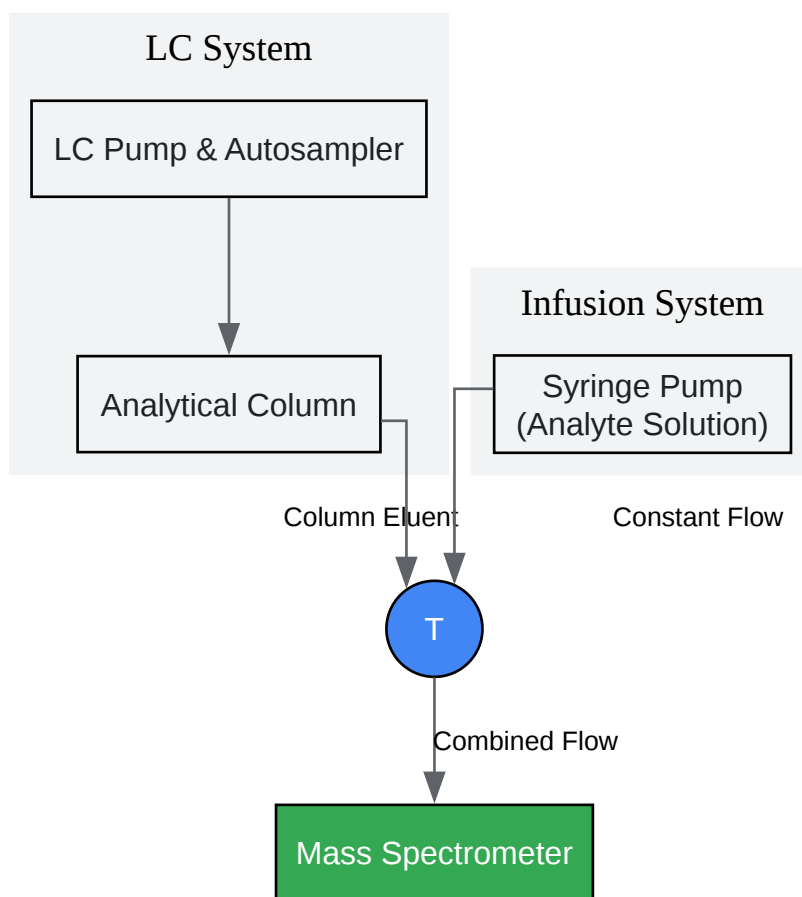 LC System
LC Pump & Autosampler
Infusion System
Analytical Column
Syringe Pump
(Analyte Solution)
Column Eluent
Constant Flow
T
Combined Flow
Mass Spectrometer